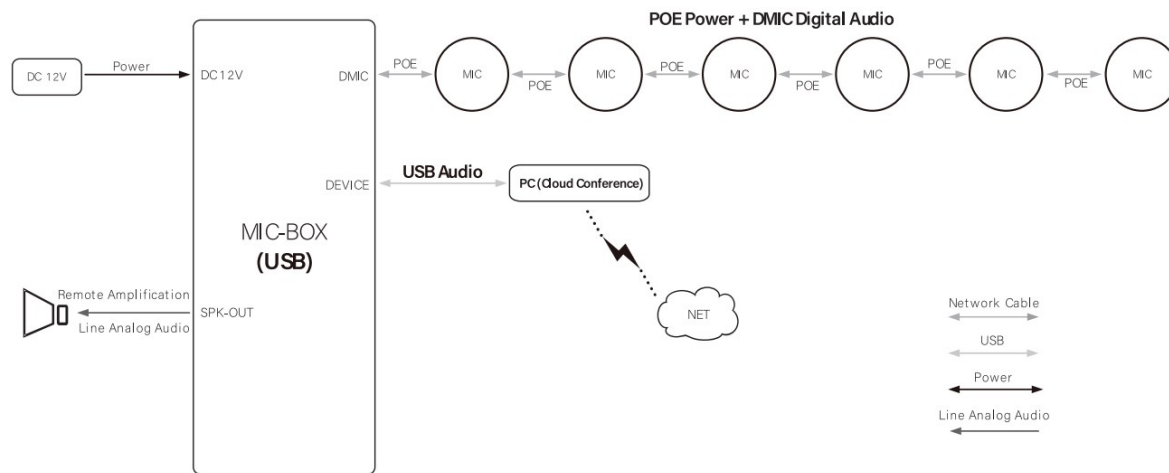 POE Power + DMIC Digital Audio
DC 12V
Power
DC12V
DMIC
POE
MIC
POE
MIC
POE
MIC
POE
MIC
POE
MIC
POE
MIC
DEVICE
USB Audio
PC (Cloud Conference)
MIC-BOX
(USB)
Remote Amplification
Line Analog Audio
SPK-OUT
NET
Network Cable
USB
Power
Line Analog Audio